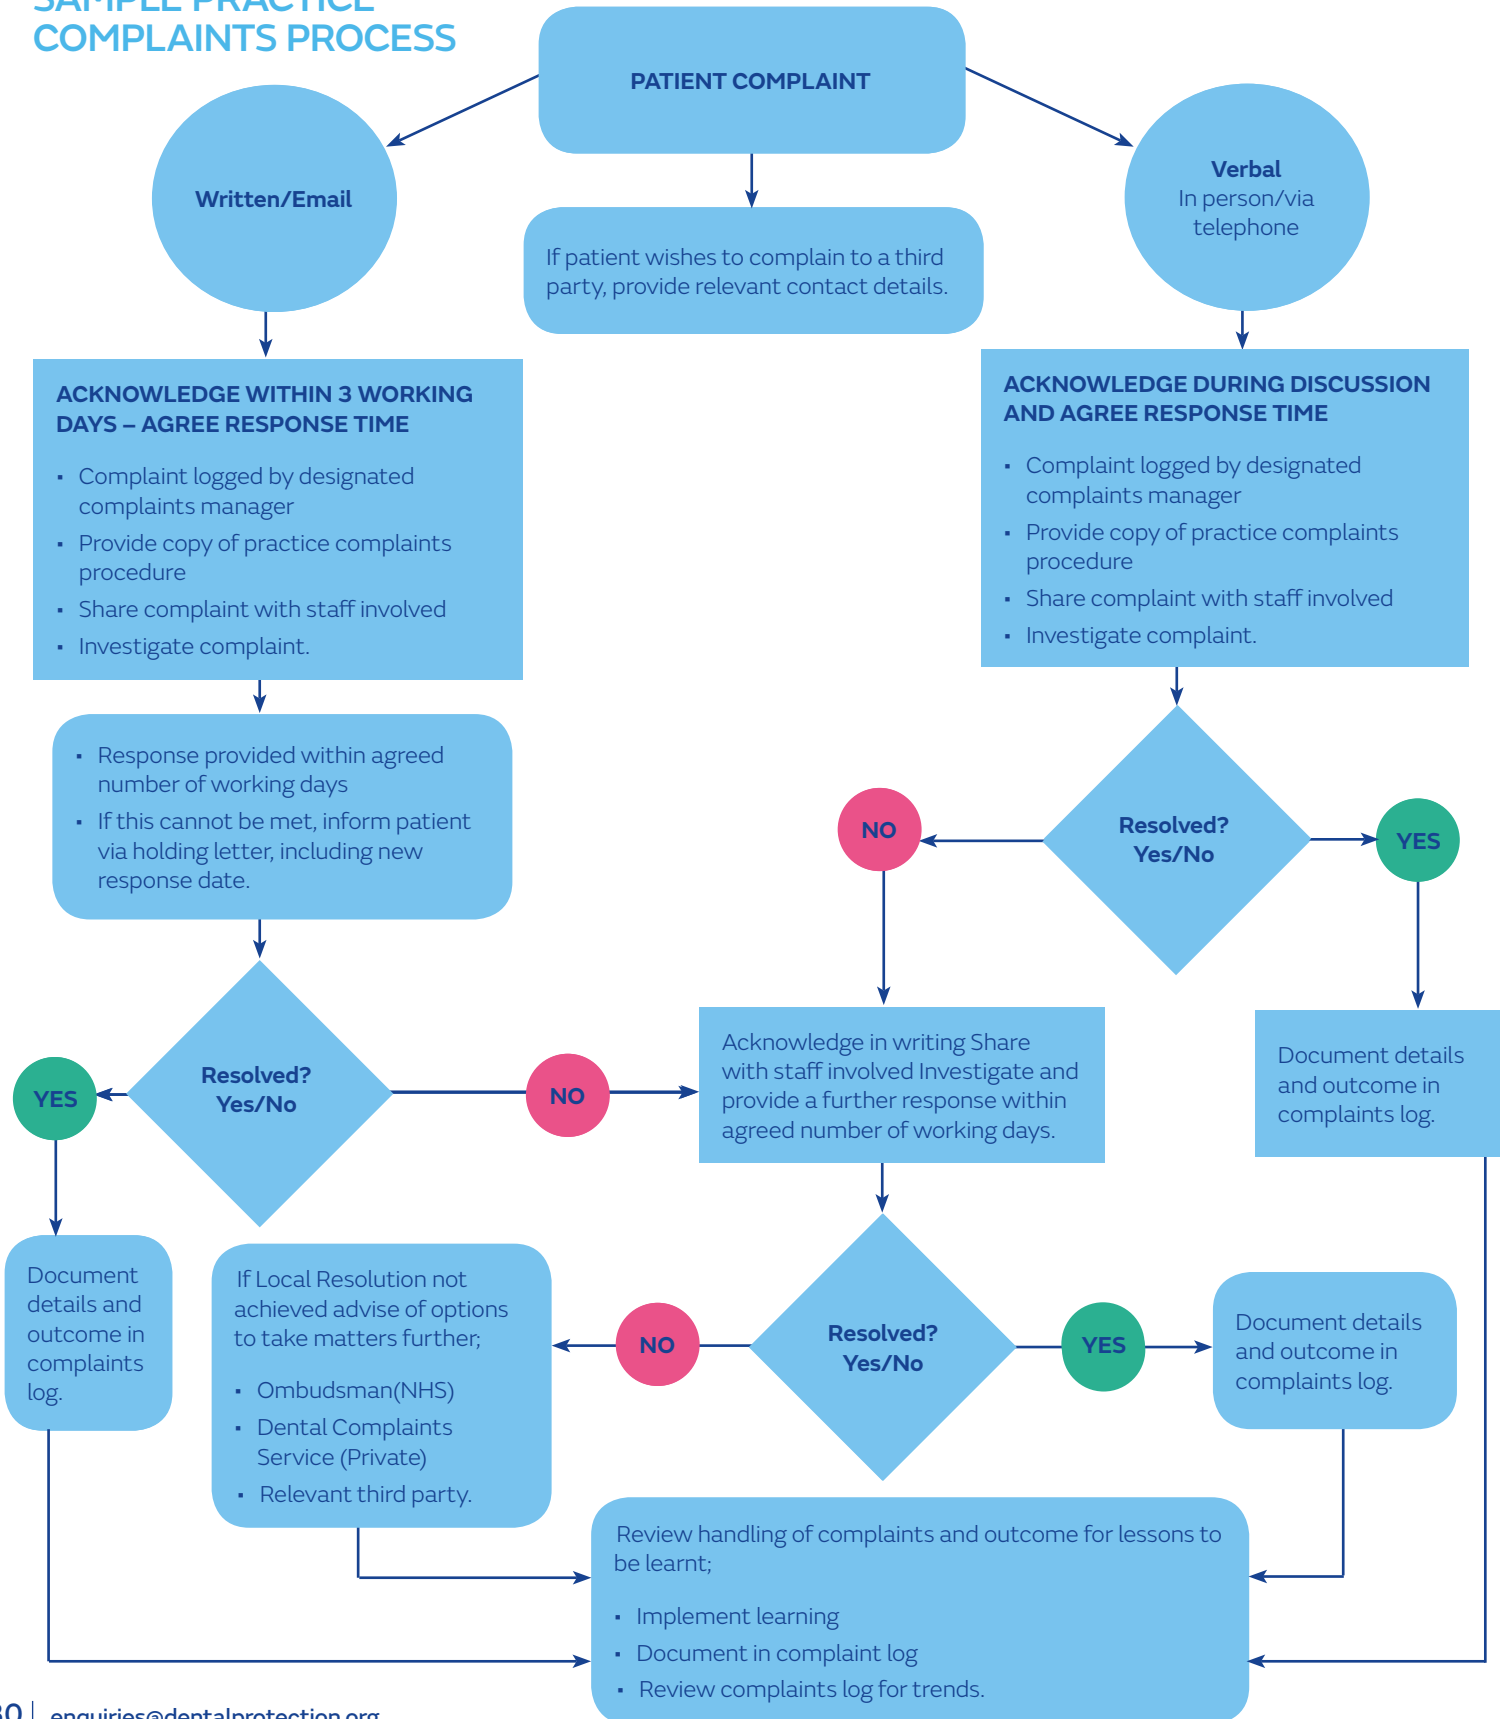 SAMPLE PRACTICE
COMPLAINTS PROCESS
PATIENT COMPLAINT
Written/Email
Verbal
In person/via
telephone
If patient wishes to complain to a third
party, provide relevant contact details.
ACKNOWLEDGE WITHIN 3 WORKING
DAYS – AGREE RESPONSE TIME
• Complaint logged by designated
complaints manager
• Provide copy of practice complaints
procedure
• Share complaint with staff involved
• Investigate complaint.
ACKNOWLEDGE DURING DISCUSSION
AND AGREE RESPONSE TIME
• Complaint logged by designated
complaints manager
• Provide copy of practice complaints
procedure
• Share complaint with staff involved
• Investigate complaint.
• Response provided within agreed
number of working days
• If this cannot be met, inform patient
via holding letter, including new
response date.
NO
Resolved?
Yes/No
YES
YES
Resolved?
Yes/No
NO
Acknowledge in writing Share
with staff involved Investigate and
provide a further response within
agreed number of working days.
Document details
and outcome in
complaints log.
Document
details and
outcome in
complaints
log.
If Local Resolution not
achieved advise of options
to take matters further;
• Ombudsman(NHS)
• Dental Complaints
Service (Private)
• Relevant third party.
NO
Resolved?
Yes/No
YES
Document details
and outcome in
complaints log.
Review handling of complaints and outcome for lessons to
be learnt;
• Implement learning
• Document in complaint log
• Review complaints log for trends.
enquiries@dentalprotection.org